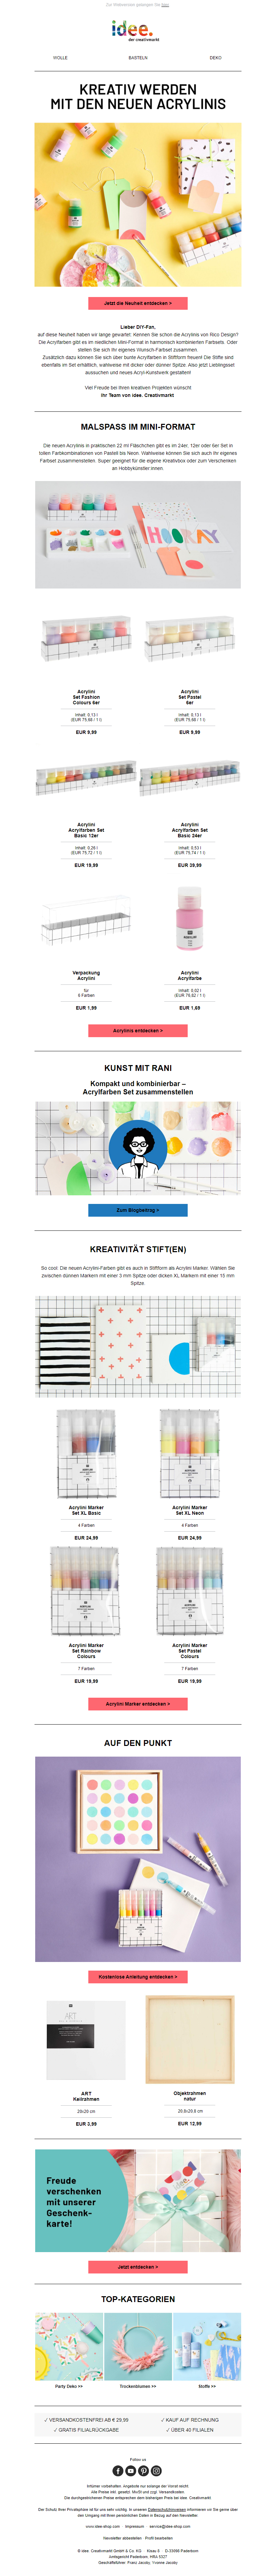 Zur Webversion gelangen Sie hier.
idee.
der creativmarkt
WOLLE
BASTELN
DEKO
KREATIV WERDEN
MIT DEN NEUEN ACRYLINIS
Jetzt die Neuheit entdecken >
Lieber DIY-Fan,
auf diese Neuheit haben wir lange gewartet: Kennen Sie schon die Acrylinis von Rico Design?
Die Acrylfarben gibt es im niedlichen Mini-Format in harmonisch kombinierten Farbsets. Oder
stellen Sie sich Ihr eigenes Wunsch-Farbset zusammen.
Zusätzlich dazu können Sie sich über bunte Acrylfarben in Stiftform freuen! Die Stifte sind
ebenfalls im Set erhältlich, wahlweise mit dicker oder dünner Spitze. Also jetzt Lieblingsset
aussuchen und neues Acryl-Kunstwerk gestalten!
Viel Freude bei Ihren kreativen Projekten wünscht
Ihr Team von idee. Creativmarkt
MALSPASS IM MINI-FORMAT
Die neuen Acrylinis in praktischen 22 ml Fläschchen gibt es im 24er, 12er oder 6er Set in
tollen Farbkombinationen von Pastell bis Neon. Wahlweise können Sie sich auch Ihr eigenes
Farbset zusammenstellen. Super geeignet für die eigene Kreativbox oder zum Verschenken
an Hobbykünstler:innen.
HOORAY
Acrylini
Set Fashion
Colours 6er
Inhalt: 0,13 l
(EUR 75,68 / 1 l)
EUR 9,99
Acrylini
Set Pastel
6er
Inhalt: 0,13 l
(EUR 75,68 / 1 l)
EUR 9,99
Acrylini
Acrylfarben Set
Basic 12er
Inhalt: 0,26 l
(EUR 75,72 / 1 l)
EUR 19,99
Acrylini
Acrylfarben Set
Basic 24er
Inhalt: 0,53 l
(EUR 75,74 / 1 l)
EUR 39,99
Verpackung
Acrylini
für
6 Farben
EUR 1,99
Acrylini
Acrylfarbe
Inhalt: 0,02 l
(EUR 76,82 / 1 l)
EUR 1,69
Acrylinis entdecken >
KUNST MIT RANI
Kompakt und kombinierbar –
Acrylfarben Set zusammenstellen
Zum Blogbeitrag >
KREATIVITÄT STIFT(EN)
So cool: Die neuen Acrylini-Farben gibt es auch in Stiftform als Acrylini Marker. Wählen Sie
zwischen dünnen Markern mit einer 3 mm Spitze oder dicken XL Markern mit einer 15 mm
Spitze.
Acrylini Marker
Set XL Basic
4 Farben
EUR 24,99
Acrylini Marker
Set XL Neon
4 Farben
EUR 24,99
Acrylini Marker
Set Rainbow
Colours
7 Farben
EUR 19,99
Acrylini Marker
Set Pastel
Colours
7 Farben
EUR 19,99
Acrylini Marker entdecken >
AUF DEN PUNKT
Kostenlose Anleitung entdecken >
ART
ART
Keilrahmen
20x20 cm
EUR 3,99
Objektrahmen
natur
20,8x20,8 cm
EUR 12,99
Freude
verschenken
mit unserer
Geschenk-
karte!
Jetzt entdecken >
TOP-KATEGORIEN
Party Deko >>
Trockenblumen >>
Stoffe >>
✓ VERSANDKOSTENFREI AB € 29,99
✓ KAUF AUF RECHNUNG
✓ GRATIS FILIALRÜCKGABE
✓ ÜBER 40 FILIALEN
Follow us
Irrtümer vorbehalten. Angebote nur solange der Vorrat reicht.
Alle Preise inkl. gesetzl. MwSt und zzgl. Versandkosten.
Die durchgestrichenen Preise entsprechen dem bisherigen Preis bei idee. Creativmarkt.
Der Schutz Ihrer Privatsphäre ist für uns sehr wichtig. In unseren Datenschutzhinweisen informieren wir Sie gerne über
den Umgang mit Ihren persönlichen Daten in Bezug auf den Newsletter.
www.idee-shop.com Impressum service@idee-shop.com
Newsletter abbestellen Profil bearbeiten
© idee. Creativmarkt GmbH & Co. KG Klaus 6 D-33098 Paderborn
Amtsgericht Paderborn: HRA 5327
Geschäftsführer: Franz Jacoby, Yvonne Jacoby